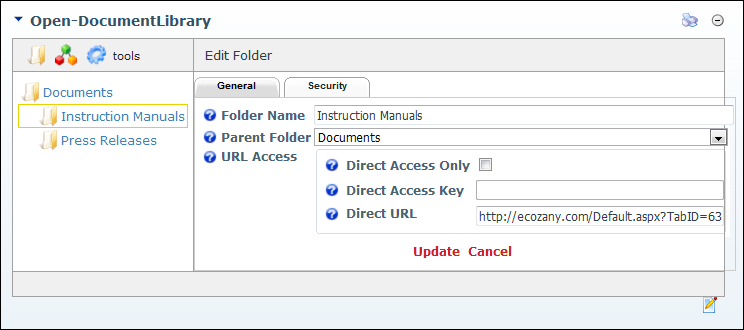 Open-DocumentLibrary
tools
Edit Folder
Documents
Instruction Manuals
Press Releases
General
Security
Folder Name
Instruction Manuals
Parent Folder
Documents
URL Access
Direct Access Only
Direct Access Key
Direct URL
http://ecozany.com/Default.aspx?TabID=63
Update Cancel